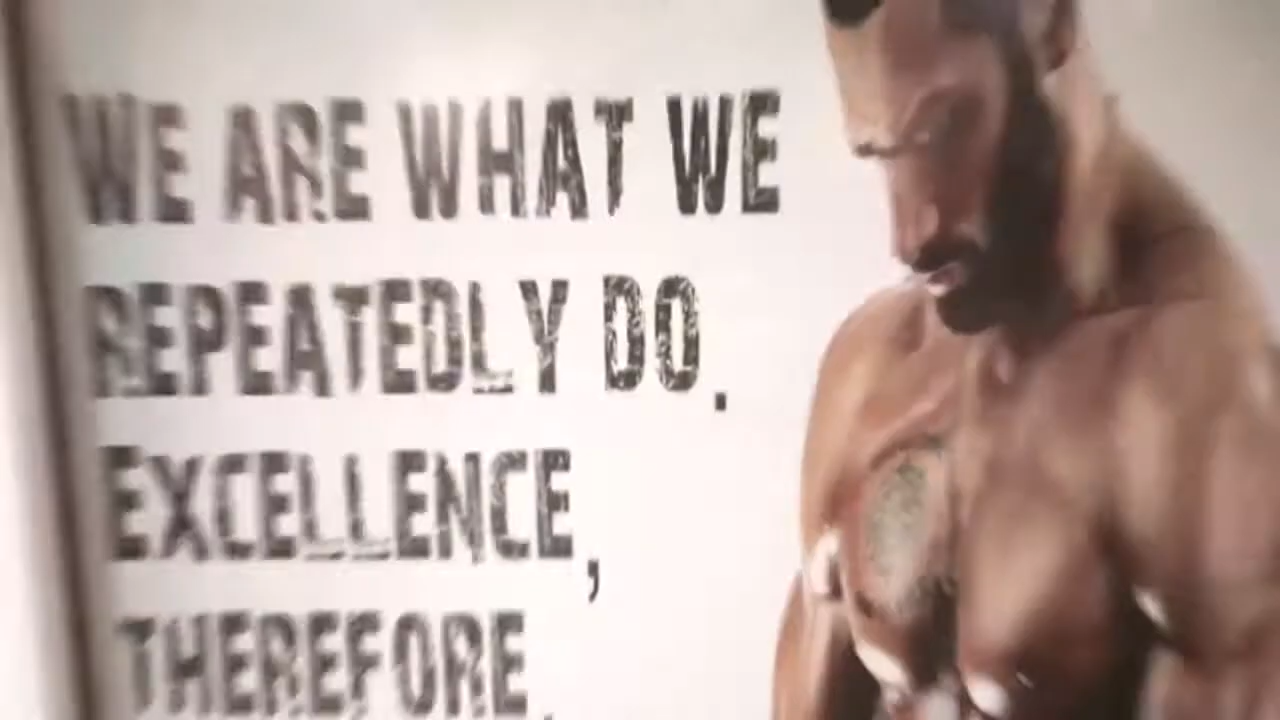 WE ARE WHAT WE
REPEATEDLY DO.
EXCELLENCE,
THEREFORE,